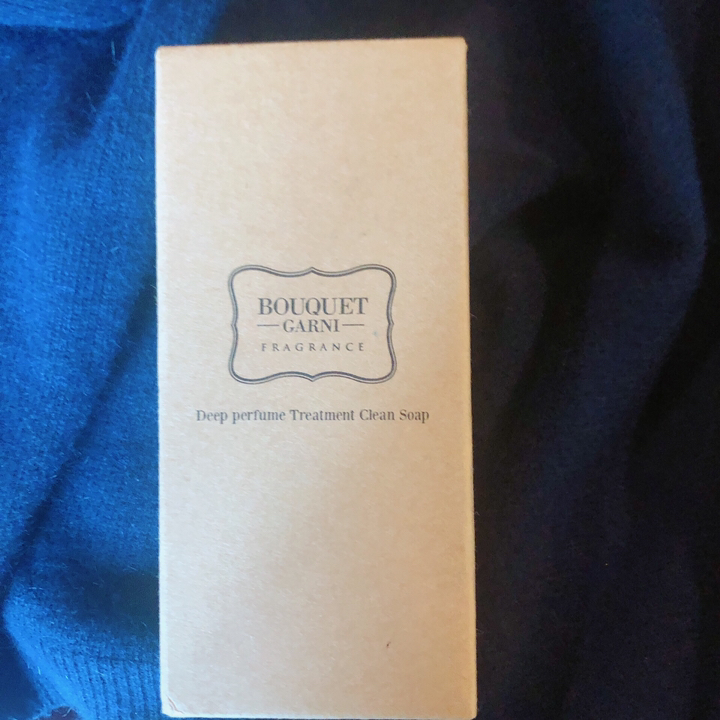 BOUQUET
GARNI
FRAGRANCE
Deep perfume Treatment Clean Soap